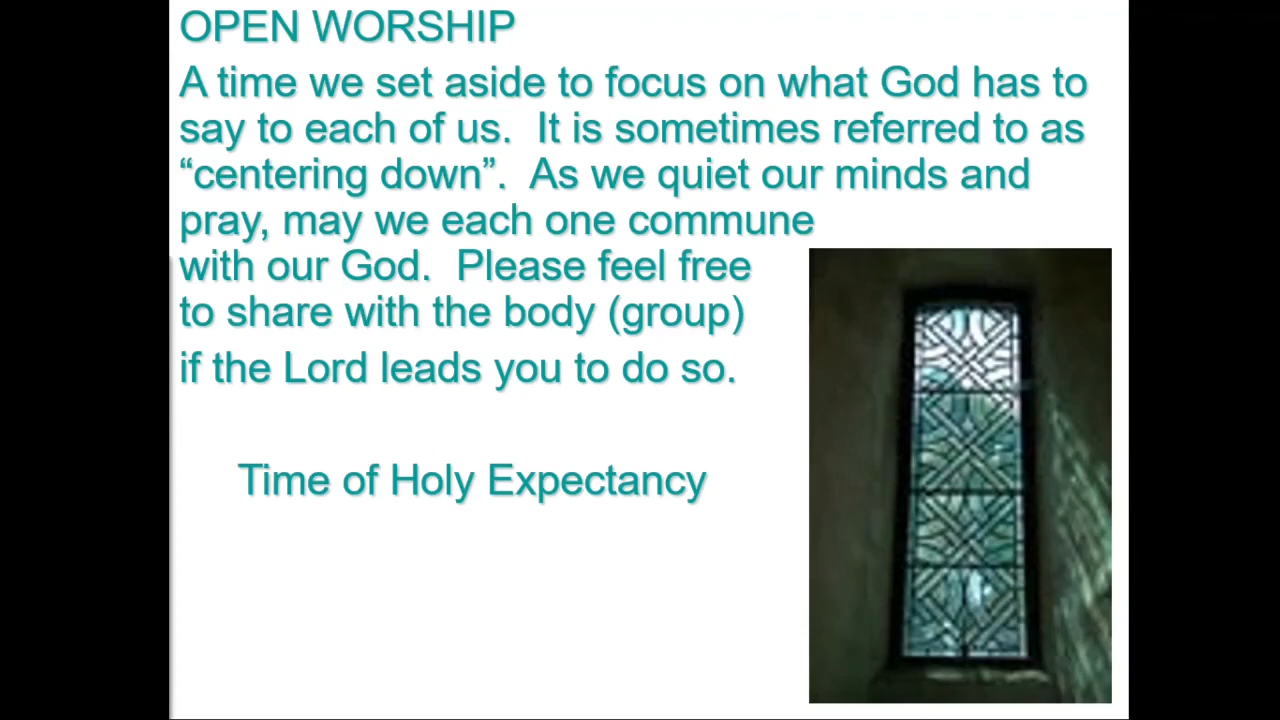 OPEN WORSHIP
A time we set aside to focus on what God has to
say to each of us.  It is sometimes referred to as
“centering down”.  As we quiet our minds and
pray, may we each one commune
with our God.  Please feel free
to share with the body (group)
if the Lord leads you to do so.
Time of Holy Expectancy